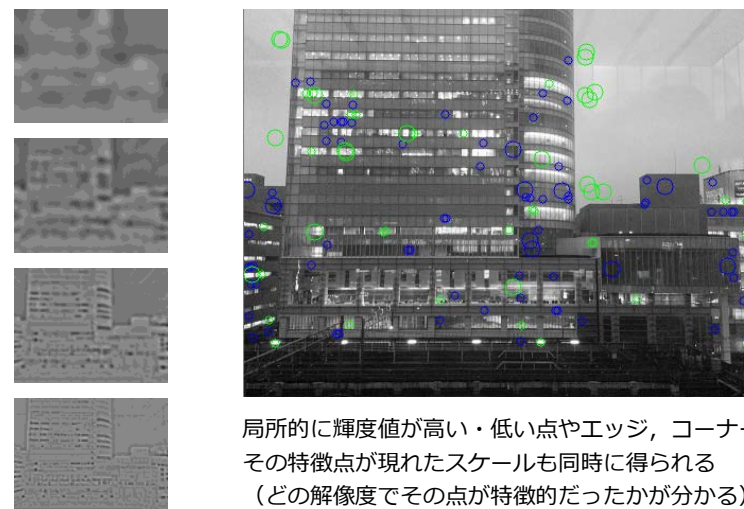 局所的に輝度値が高い・低い点やエッジ，コーナー
その特徴点が現れたスケールも同時に得られる
（どの解像度でその点が特徴的だったかが分かる）